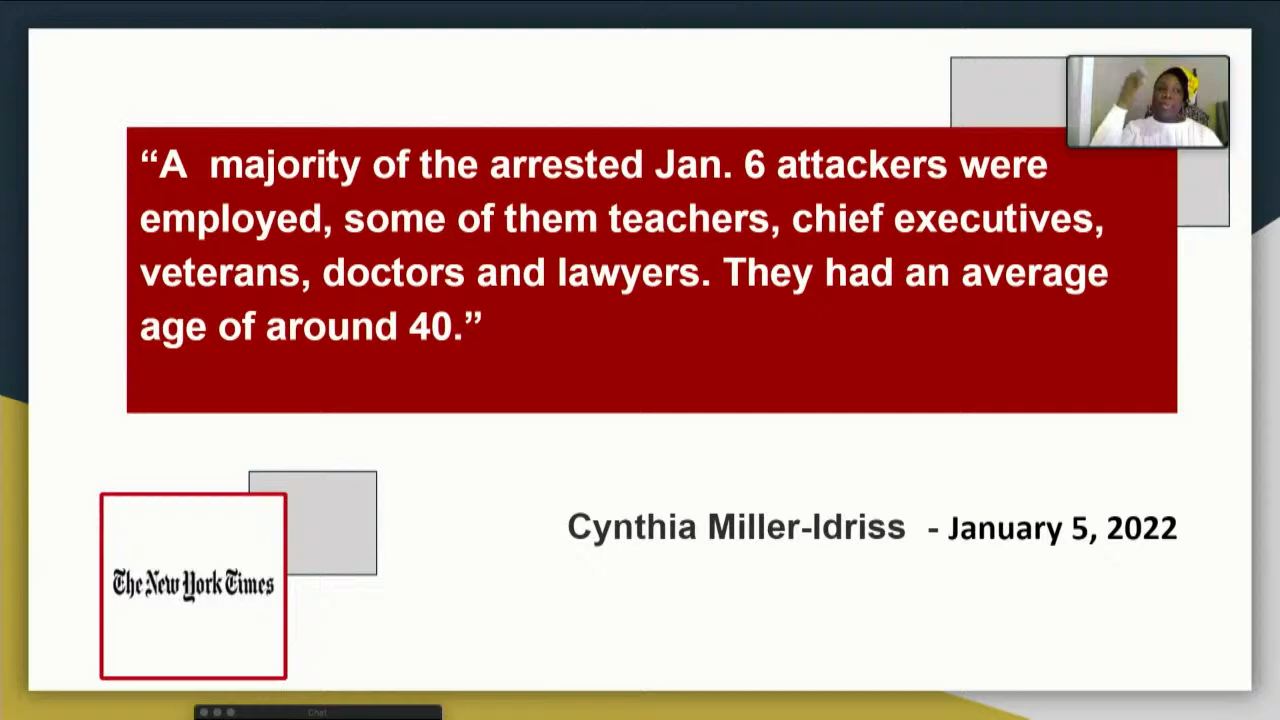 “A  majority of the arrested Jan. 6 attackers were
employed, some of them teachers, chief executives,
veterans, doctors and lawyers. They had an average
age of around 40.”
Cynthia Miller-Idriss  - January 5, 2022
The New York Times
Chat